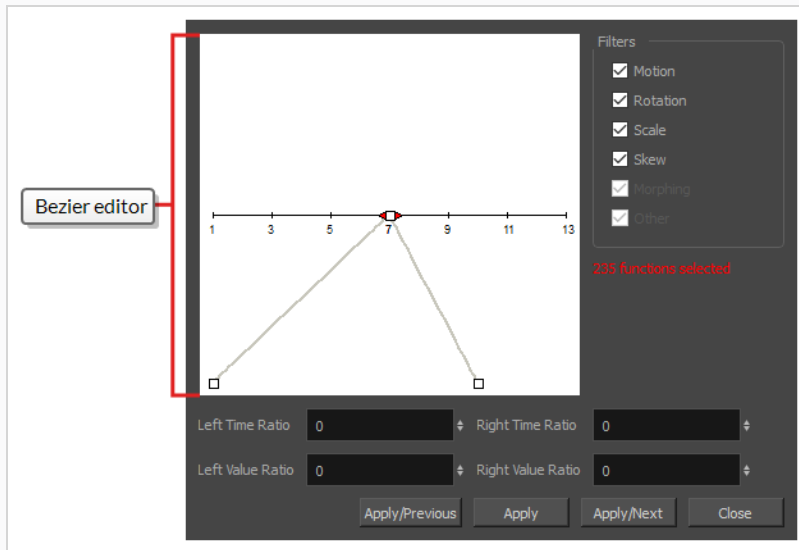 Filters
Motion
Rotation
Scale
Skew
Morphing
Other
Bezier editor
1 3 5 7 9 11 13
235 functions selected
Left Time Ratio 0 Right Time Ratio 0
Left Value Ratio 0 Right Value Ratio 0
Apply/Previous Apply Apply/Next Close